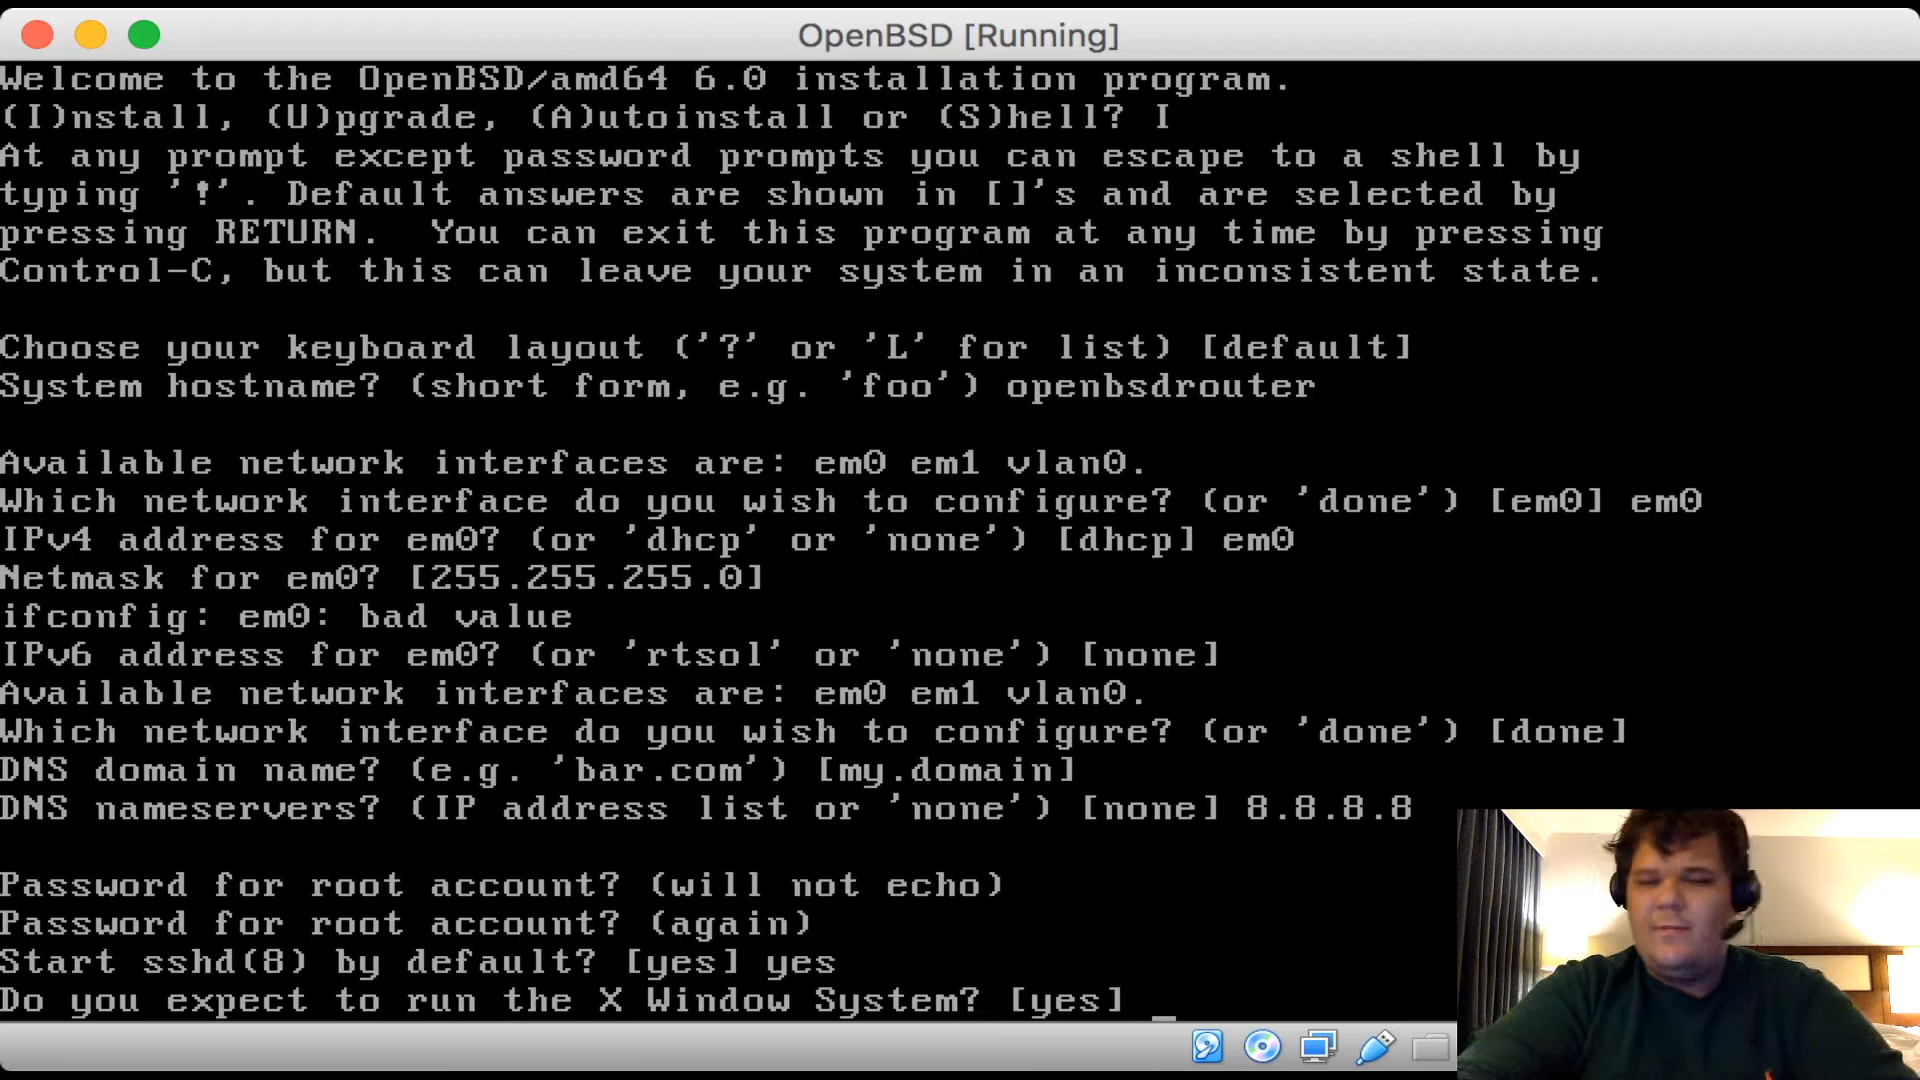 OpenBSD [Running]
Welcome to the OpenBSD/amd64 6.0 installation program.
(I)nstall, (U)pgrade, (A)utoinstall or (S)hell? I
At any prompt except password prompts you can escape to a shell by
typing '!'. Default answers are shown in []'s and are selected by
pressing RETURN.  You can exit this program at any time by pressing
Control-C, but this can leave your system in an inconsistent state.
Choose your keyboard layout ('?' or 'L' for list) [default]
System hostname? (short form, e.g. 'foo') openbsdrouter
Available network interfaces are: em0 em1 vlan0.
Which network interface do you wish to configure? (or 'done') [em0] em0
IPv4 address for em0? (or 'dhcp' or 'none') [dhcp] em0
Netmask for em0? [255.255.255.0]
ifconfig: em0: bad value
IPv6 address for em0? (or 'rtsol' or 'none') [none]
Available network interfaces are: em0 em1 vlan0.
Which network interface do you wish to configure? (or 'done') [done]
DNS domain name? (e.g. 'bar.com') [my.domain]
DNS nameservers? (IP address list or 'none') [none] 8.8.8.8
Password for root account? (will not echo)
Password for root account? (again)
Start sshd(8) by default? [yes] yes
Do you expect to run the X Window System? [yes]